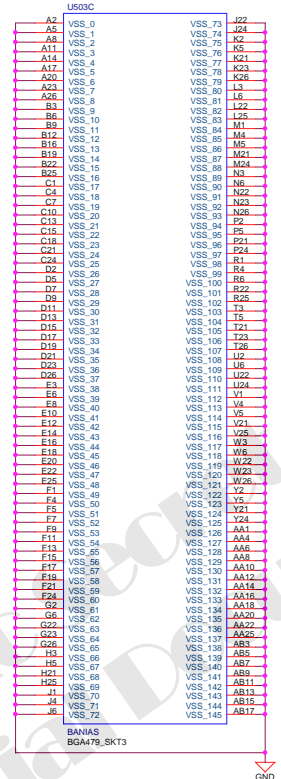 U503C
A2 VSS_0 VSS_73 J22
A5 VSS_1 VSS_74 J24
A8 VSS_2 VSS_75 K2
A11 VSS_3 VSS_76 K5
A14 VSS_4 VSS_77 K21
A17 VSS_5 VSS_78 K23
A20 VSS_6 VSS_79 K26
A23 VSS_7 VSS_80 L3
A26 VSS_8 VSS_81 L6
B3 VSS_9 VSS_82 L22
B6 VSS_10 VSS_83 L25
B9 VSS_11 VSS_84 M1
B12 VSS_12 VSS_85 M4
B16 VSS_13 VSS_86 M5
B19 VSS_14 VSS_87 M21
B22 VSS_15 VSS_88 M24
B25 VSS_16 VSS_89 N3
C1 VSS_17 VSS_90 N6
C4 VSS_18 VSS_91 N22
C7 VSS_19 VSS_92 N23
C10 VSS_20 VSS_93 N26
C13 VSS_21 VSS_94 P2
C15 VSS_22 VSS_95 P5
C18 VSS_23 VSS_96 P21
C21 VSS_24 VSS_97 P24
C24 VSS_25 VSS_98 R1
D2 VSS_26 VSS_99 R4
D5 VSS_27 VSS_100 R6
D7 VSS_28 VSS_101 R22
D9 VSS_29 VSS_102 R25
D11 VSS_30 VSS_103 T3
D13 VSS_31 VSS_104 T5
D15 VSS_32 VSS_105 T21
D17 VSS_33 VSS_106 T23
D19 VSS_34 VSS_107 T26
D21 VSS_35 VSS_108 U2
D23 VSS_36 VSS_109 U6
D26 VSS_37 VSS_110 U22
E3 VSS_38 VSS_111 U24
E6 VSS_39 VSS_112 V1
E8 VSS_40 VSS_113 V4
E10 VSS_41 VSS_114 V5
E12 VSS_42 VSS_115 V21
E14 VSS_43 VSS_116 V25
E16 VSS_44 VSS_117 W3
E18 VSS_45 VSS_118 W6
E20 VSS_46 VSS_119 W22
E22 VSS_47 VSS_120 W23
E25 VSS_48 VSS_121 W26
F1 VSS_49 VSS_122 Y2
F4 VSS_50 VSS_123 Y5
F5 VSS_51 VSS_124 Y21
F7 VSS_52 VSS_125 Y24
F9 VSS_53 VSS_126 AA1
F11 VSS_54 VSS_127 AA4
F13 VSS_55 VSS_128 AA6
F15 VSS_56 VSS_129 AA8
F17 VSS_57 VSS_130 AA10
F19 VSS_58 VSS_131 AA12
F21 VSS_59 VSS_132 AA14
F24 VSS_60 VSS_133 AA16
G2 VSS_61 VSS_134 AA18
G6 VSS_62 VSS_135 AA20
G22 VSS_63 VSS_136 AA22
G23 VSS_64 VSS_137 AA25
G26 VSS_65 VSS_138 AB3
H3 VSS_66 VSS_139 AB5
H5 VSS_67 VSS_140 AB7
H21 VSS_68 VSS_141 AB9
H25 VSS_69 VSS_142 AB11
J1 VSS_70 VSS_143 AB13
J4 VSS_71 VSS_144 AB15
J6 VSS_72 VSS_145 AB17
BANIAS
BGA479_SKT3
GND